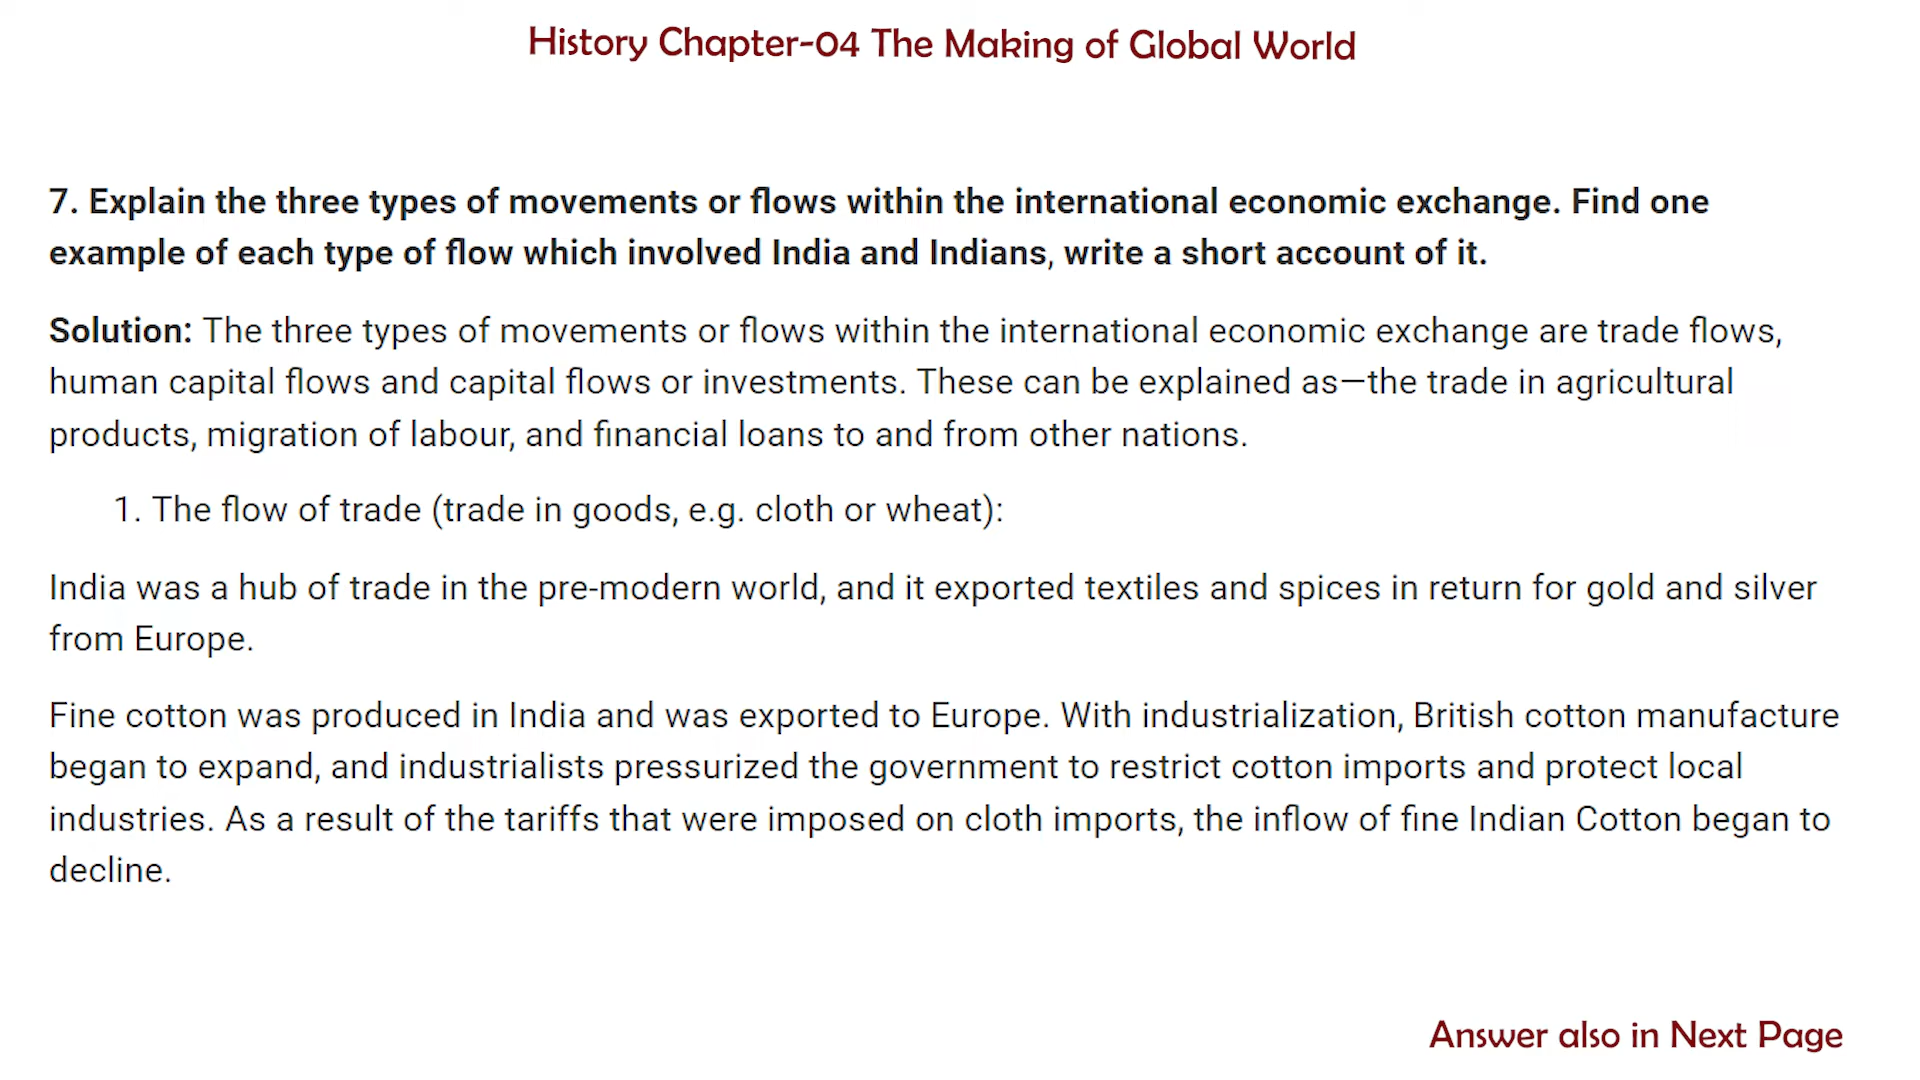 History Chapter-04 The Making of Global World
7. Explain the three types of movements or flows within the international economic exchange. Find one
example of each type of flow which involved India and Indians, write a short account of it.
Solution: The three types of movements or flows within the international economic exchange are trade flows,
human capital flows and capital flows or investments. These can be explained as—the trade in agricultural
products, migration of labour, and financial loans to and from other nations.
1. The flow of trade (trade in goods, e.g. cloth or wheat):
India was a hub of trade in the pre-modern world, and it exported textiles and spices in return for gold and silver
from Europe.
Fine cotton was produced in India and was exported to Europe. With industrialization, British cotton manufacture
began to expand, and industrialists pressurized the government to restrict cotton imports and protect local
industries. As a result of the tariffs that were imposed on cloth imports, the inflow of fine Indian Cotton began to
decline.
Answer also in Next Page